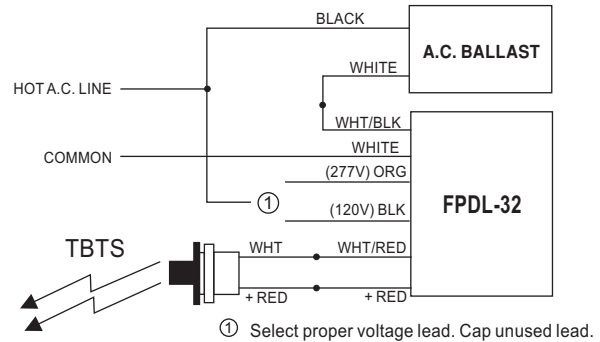 BLACK
A.C. BALLAST
WHITE
HOT A.C. LINE
WHT/BLK
WHITE
COMMON
(277V) ORG
①
FPDL-32
(120V) BLK
TBTS
WHT
WHT/RED
+ RED
+ RED
① Select proper voltage lead. Cap unused lead.